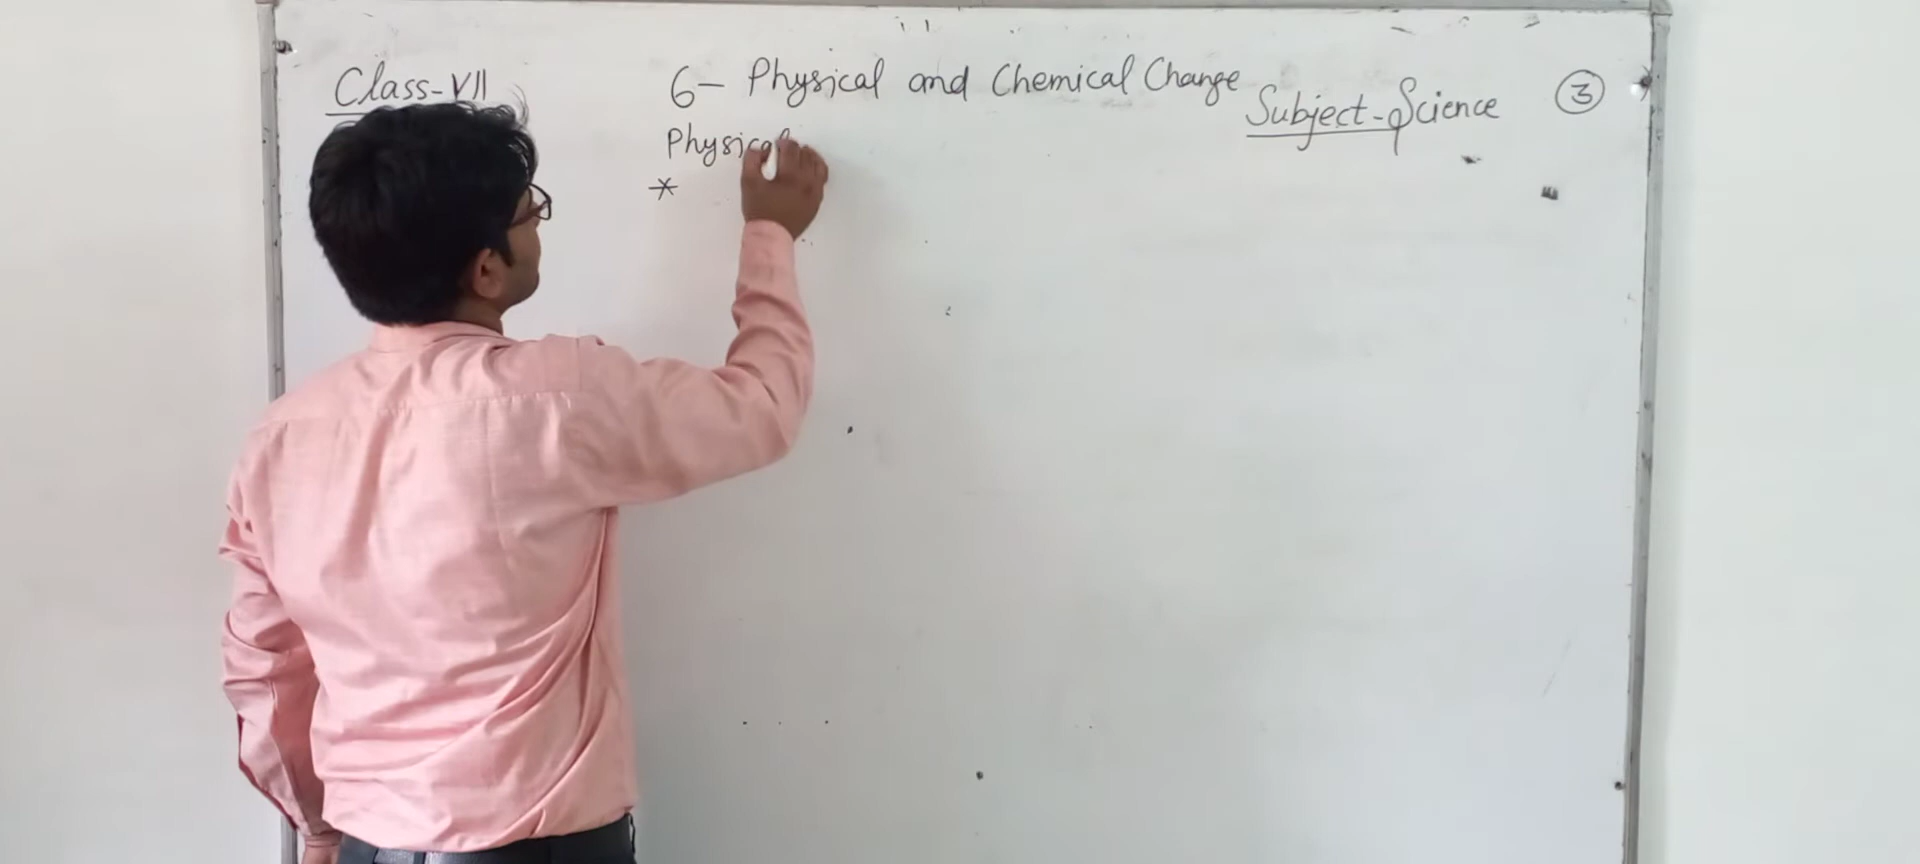 Class-VII
6- Physical and Chemical Change
Subject-Science
3
Physical
*